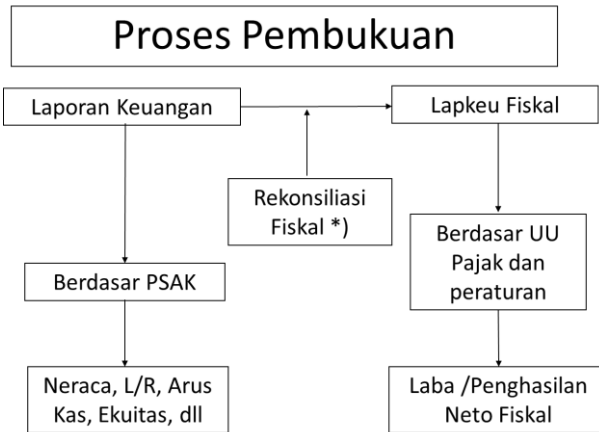 Proses Pembukuan
Laporan Keuangan
Lapkeu Fiskal
Rekonsiliasi
Fiskal *)
Berdasar UU
Pajak dan
peraturan
Berdasar PSAK
Neraca, L/R, Arus
Kas, Ekuitas, dll
Laba /Penghasilan
Neto Fiskal